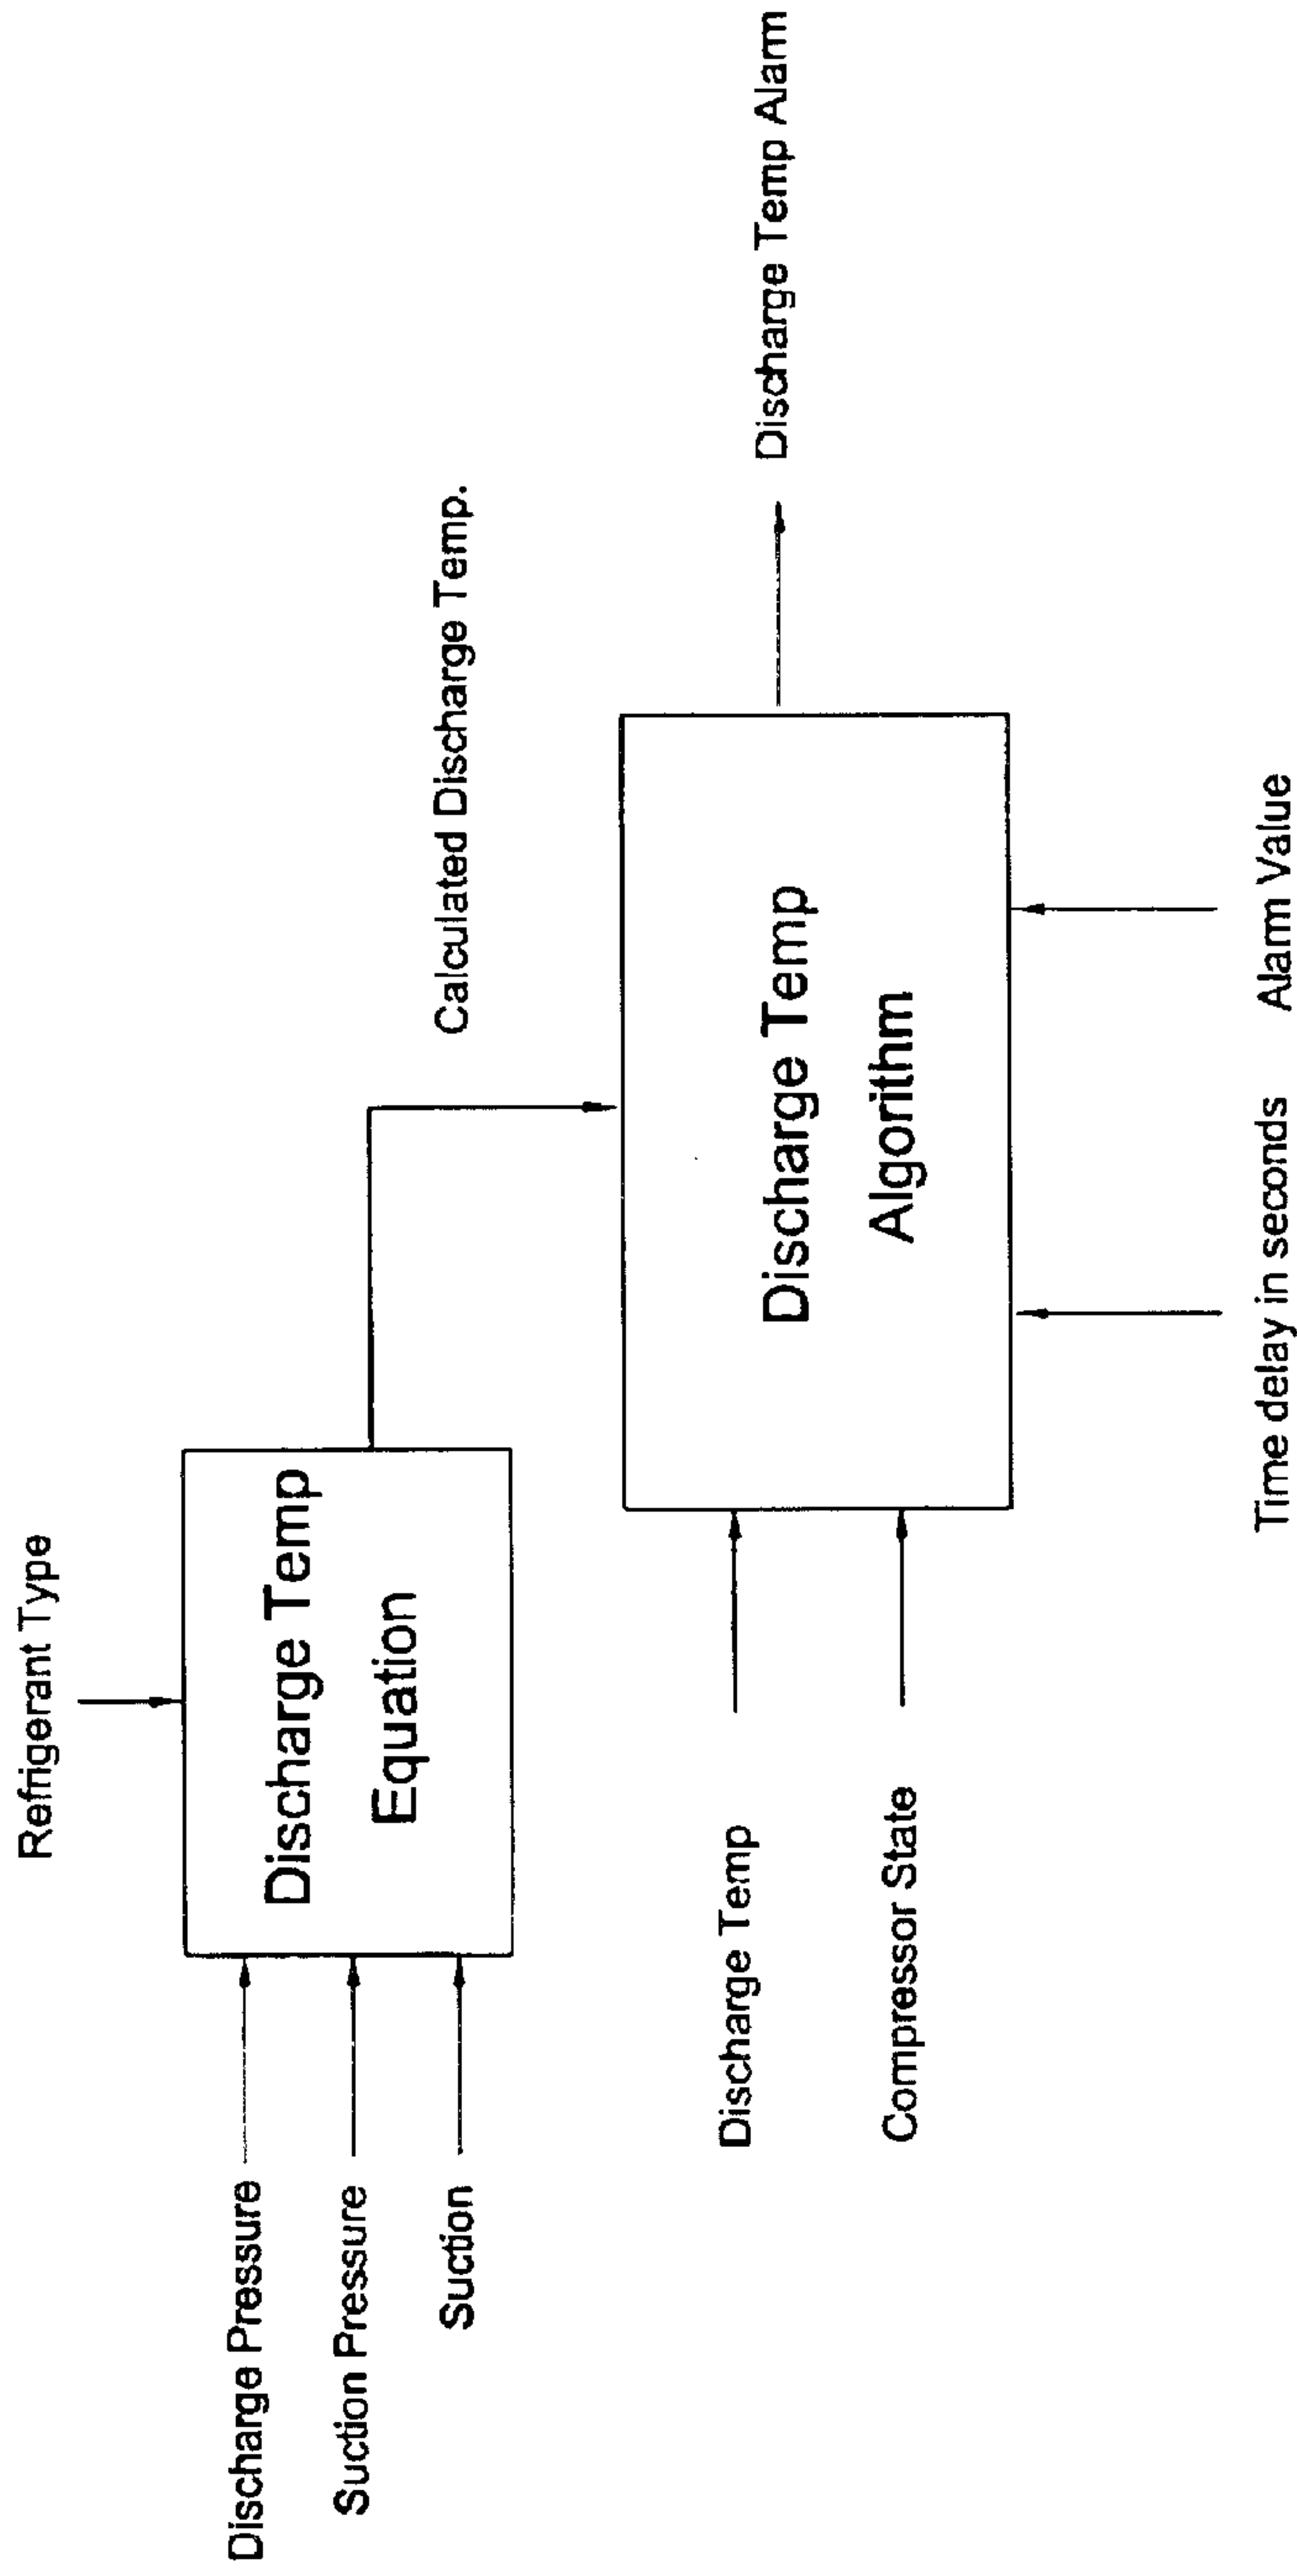 Refrigerant Type
Discharge Pressure
Suction Pressure
Suction
Discharge Temp
Equation
Calculated Discharge Temp.
Discharge Temp
Compressor State
Discharge Temp
Algorithm
Discharge Temp Alarm
Time delay in seconds
Alarm Value